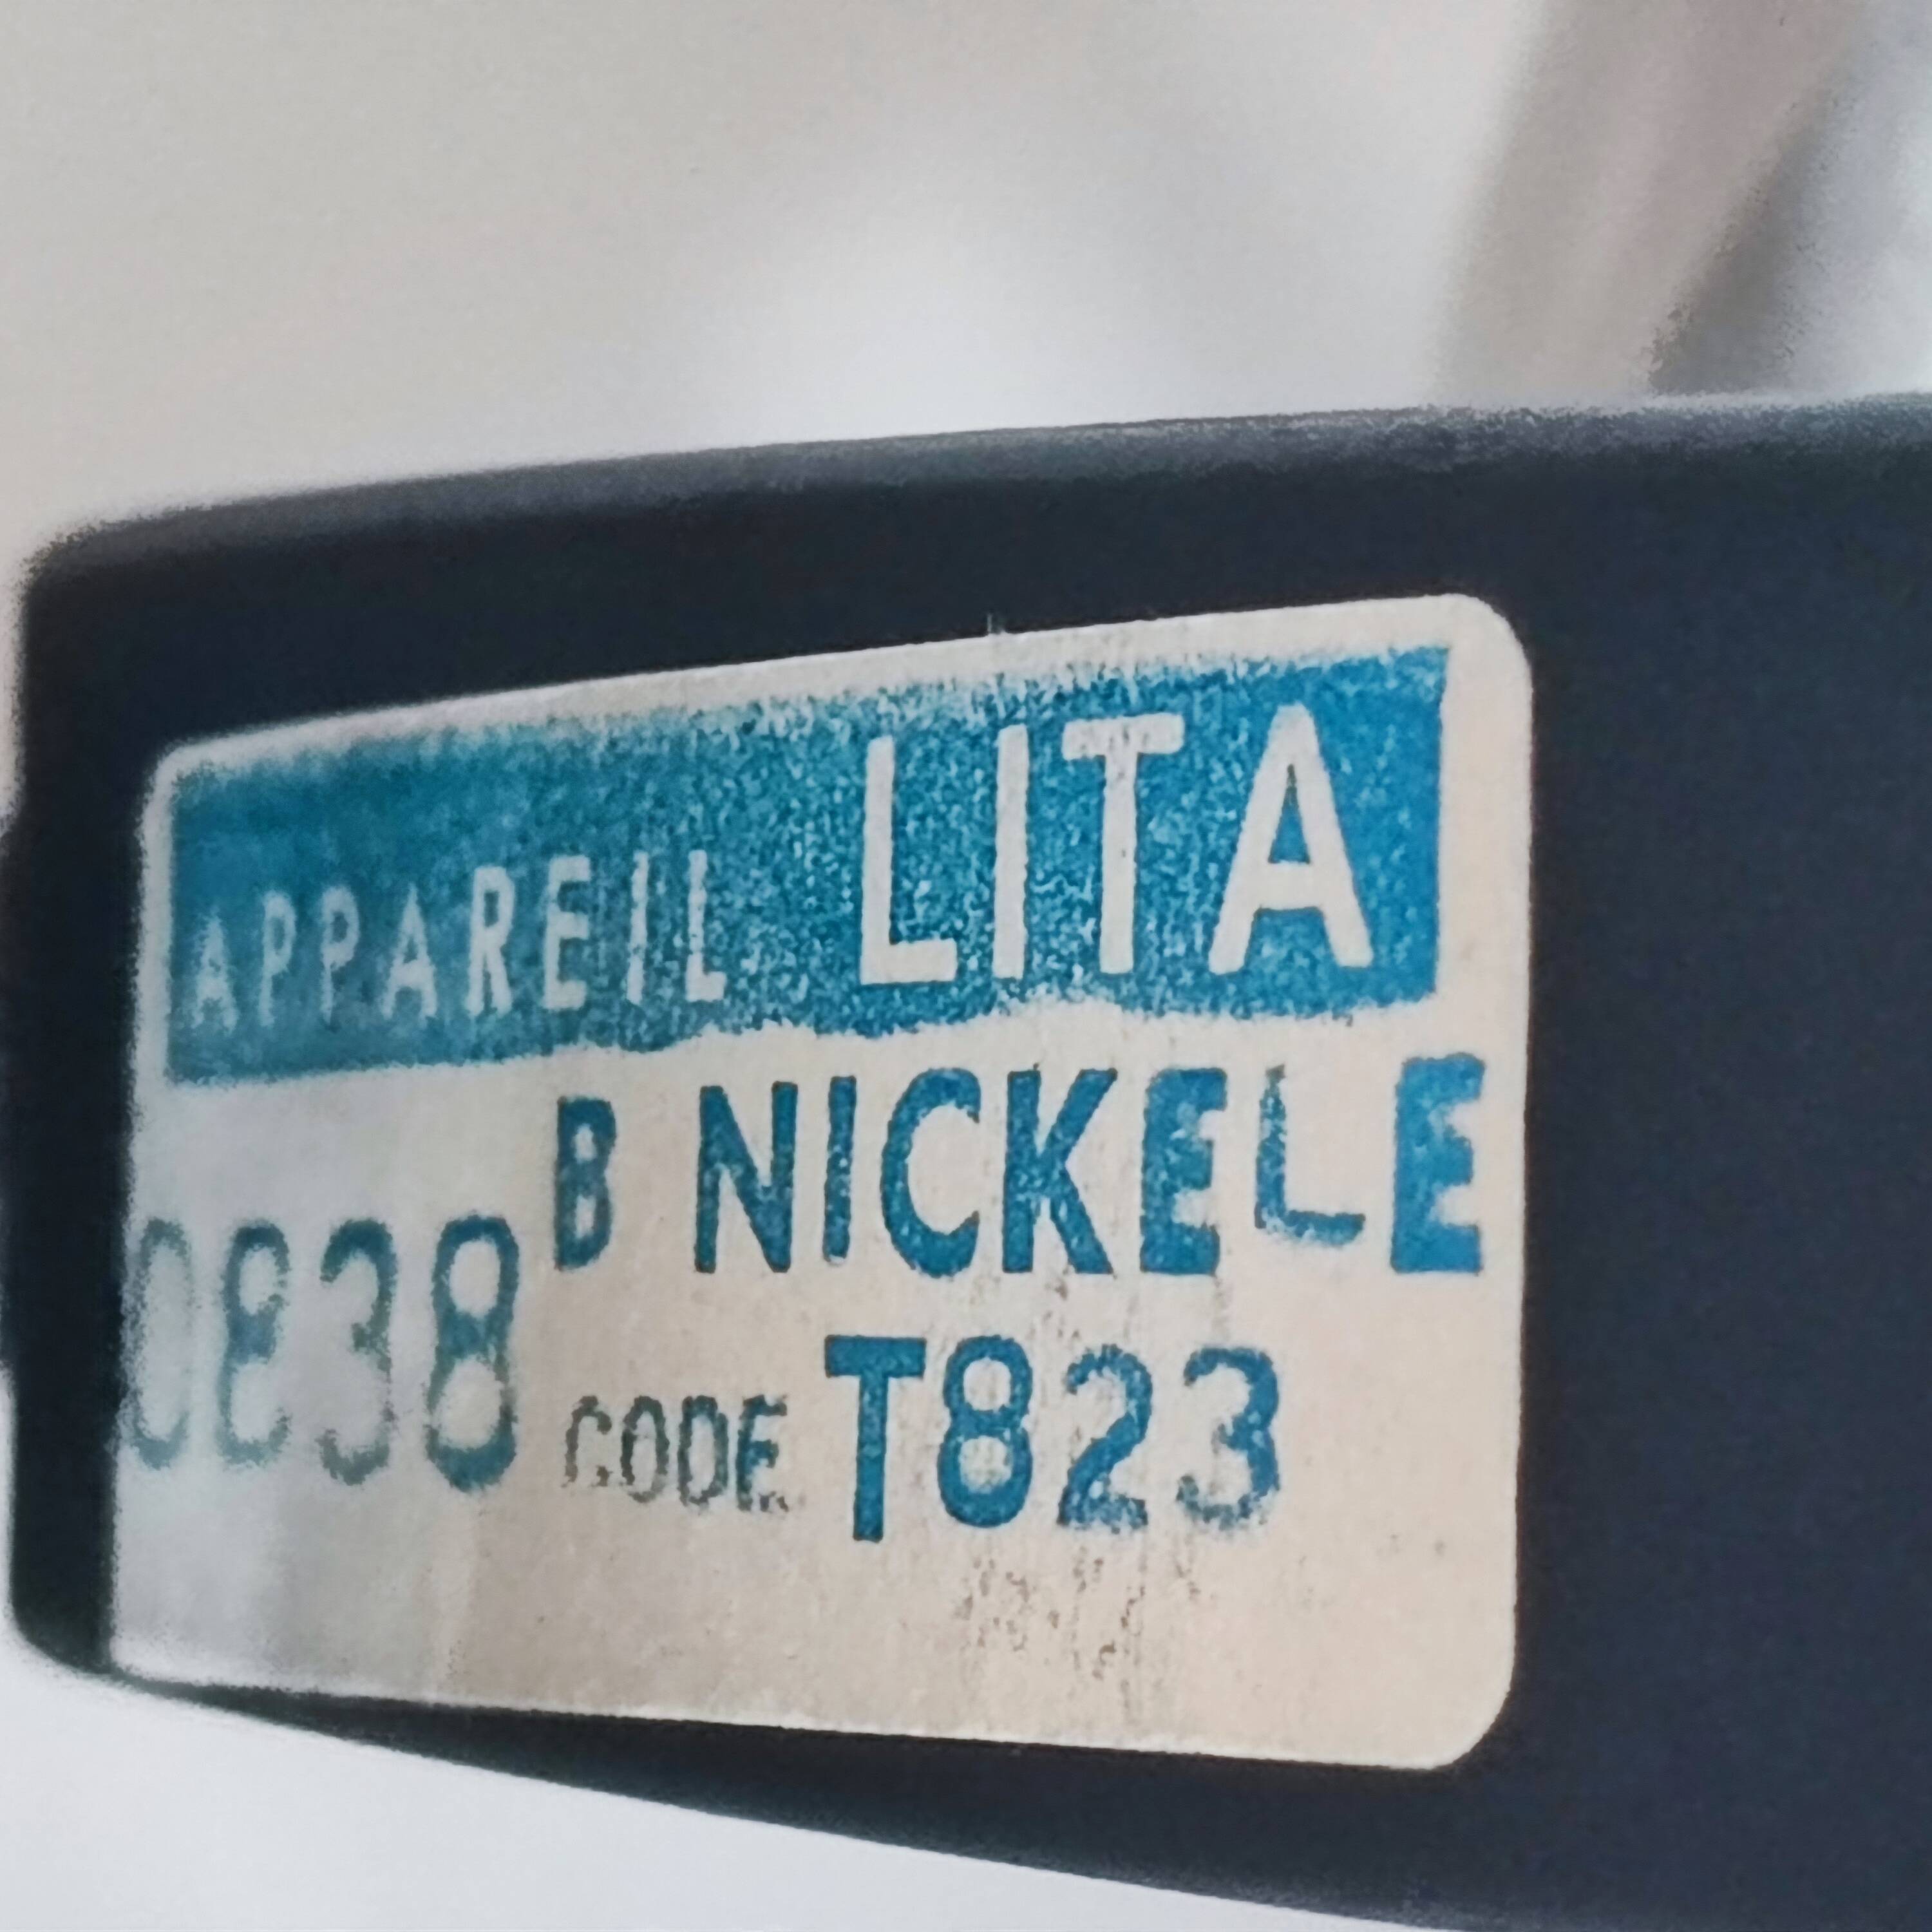 APPAREIL LITA
0838 B NICKELE
CODE T823